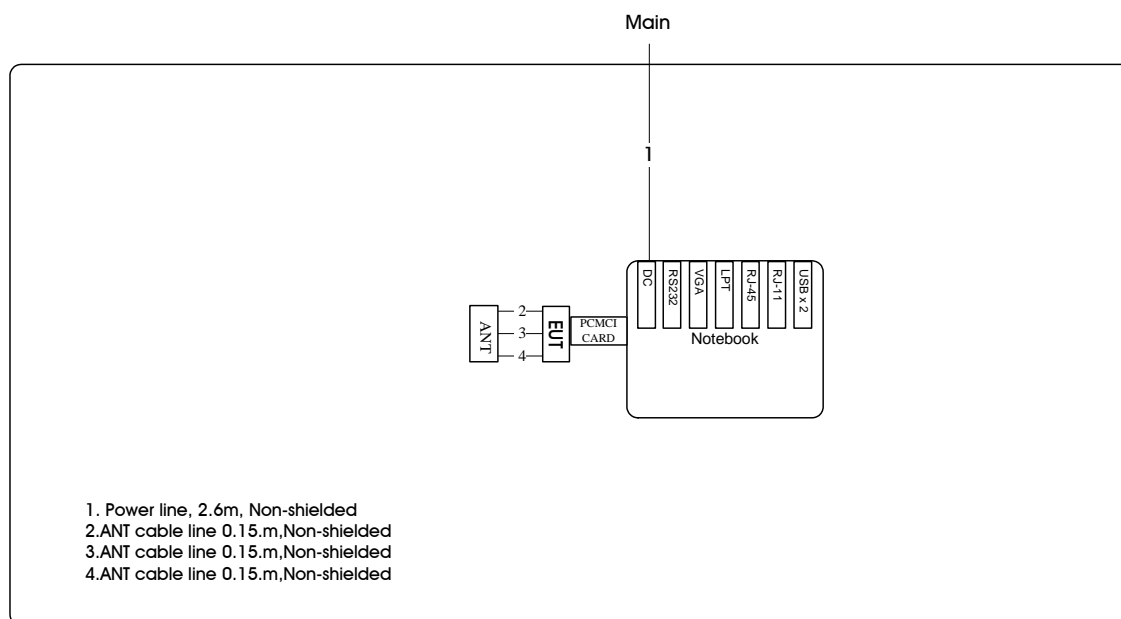 Main
1
DC
RS232
VGA
LPT
RJ-45
RJ-11
USB x 2
Notebook
ANT
2
3
4
EUT
PCMCI
CARD
1. Power line, 2.6m, Non-shielded
2.ANT cable line 0.15.m,Non-shielded
3.ANT cable line 0.15.m,Non-shielded
4.ANT cable line 0.15.m,Non-shielded